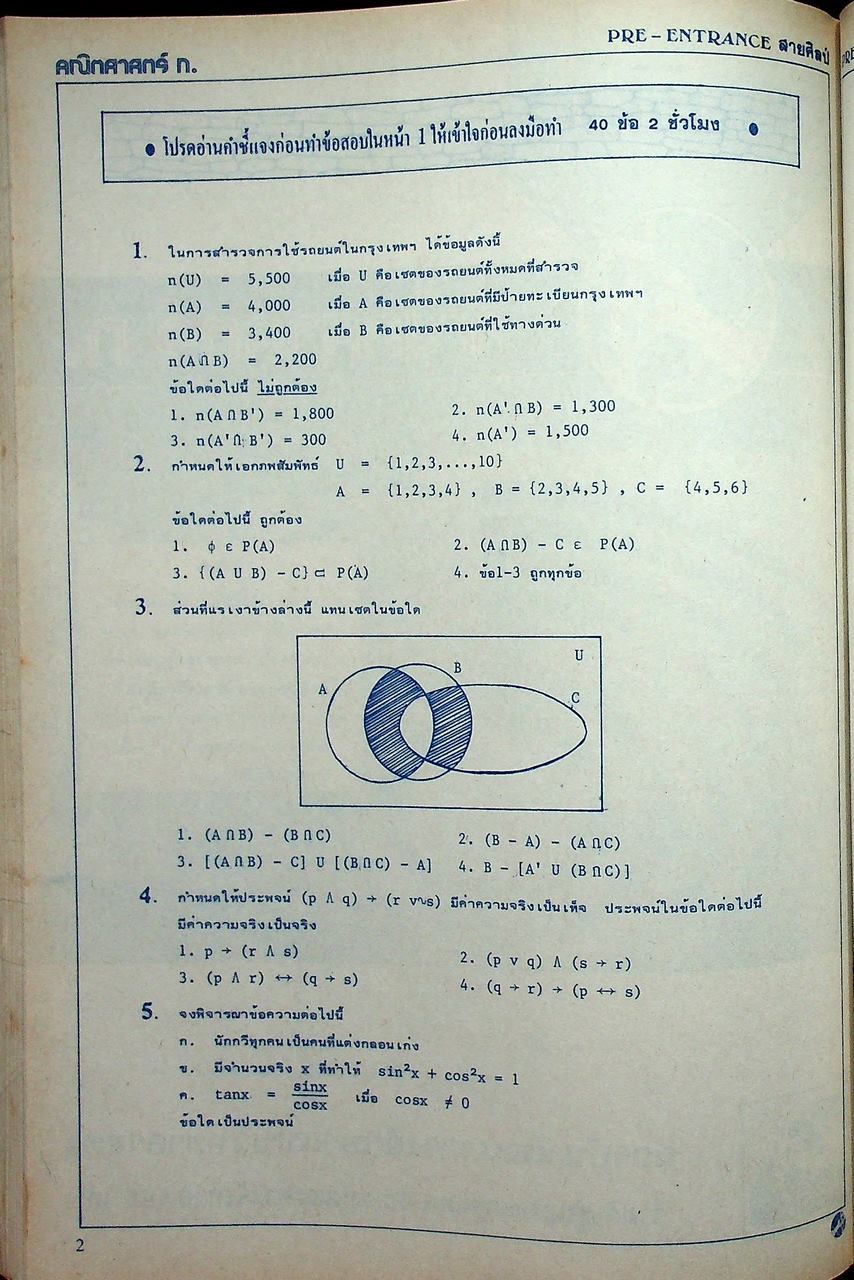 คณิตศาสตร์ ก.
PRE - ENTRANCE สายศิลป์
● โปรดอ่านคำชี้แจงก่อนทำข้อสอบในหน้า 1 ให้เข้าใจก่อนลงมือทำ 40 ข้อ 2 ชั่วโมง ●
1. ในการสำรวจการใช้รถยนต์ในกรุงเทพฯ ได้ข้อมูลดังนี้
n(U) = 5,500 เมื่อ U คือเซตของรถยนต์ทั้งหมดที่สำรวจ
n(A) = 4,000 เมื่อ A คือเซตของรถยนต์ที่มีป้ายทะเบียนกรุงเทพฯ
n(B) = 3,400 เมื่อ B คือเซตของรถยนต์ที่ใช้ทางด่วน
n(A∩B) = 2,200
ข้อใดต่อไปนี้ ไม่ถูกต้อง
1. n(A∩B') = 1,800 2. n(A'∩B) = 1,300
3. n(A'∩B') = 300 4. n(A') = 1,500
2. กำหนดให้เอกภพสัมพัทธ์ U = {1,2,3,...,10}
A = {1,2,3,4} , B = {2,3,4,5} , C = {4,5,6}
ข้อใดต่อไปนี้ ถูกต้อง
1. ϕ ε P(A) 2. (A∩B) - C ε P(A)
3. {(A U B) - C} ⊂ P(A) 4. ข้อ1-3 ถูกทุกข้อ
3. ส่วนที่แรเงาข้างล่างนี้ แทนเซตในข้อใด
U
B
A
C
1. (A∩B) - (B∩C) 2. (B - A) - (A∩C)
3. [(A∩B) - C] U [(B∩C) - A] 4. B - [A' U (B∩C)]
4. กำหนดให้ประพจน์ (p ∧ q) → (r v~s) มีค่าความจริงเป็นเท็จ ประพจน์ในข้อใดต่อไปนี้
มีค่าความจริงเป็นจริง
1. p → (r ∧ s) 2. (p v q) ∧ (s → r)
3. (p ∧ r) ↔ (q → s) 4. (q → r) → (p ↔ s)
5. จงพิจารณาข้อความต่อไปนี้
ก. นักกวีทุกคนเป็นคนที่แต่งกลอนเก่ง
ข. มีจำนวนจริง x ที่ทำให้ sin²x + cos²x = 1
ค. tanx = sinx/cosx เมื่อ cosx ≠ 0
ข้อใดเป็นประพจน์
2